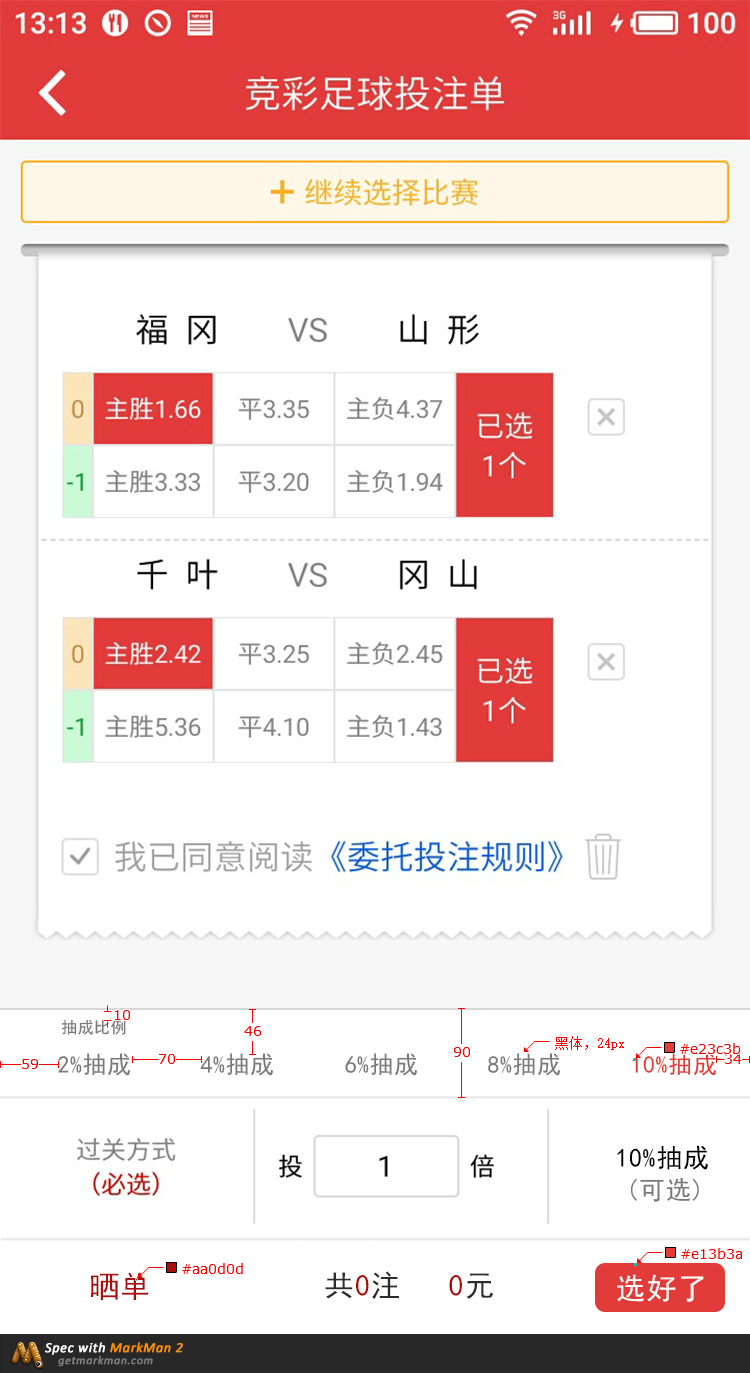 13:13 NEWS 3G 100
竞彩足球投注单
+ 继续选择比赛
福 冈 VS 山 形
0 主胜1.66 平3.35 主负4.37 已选
1个
-1 主胜3.33 平3.20 主负1.94
千 叶 VS 冈 山
0 主胜2.42 平3.25 主负2.45 已选
1个
-1 主胜5.36 平4.10 主负1.43
我已同意阅读《委托投注规则》
10
抽成比例
46
90
黑体, 24px
#e23c3b
59 2%抽成 70 4%抽成 6%抽成 8%抽成 10%抽成 34
过关方式
(必选)
投 1 倍
10%抽成
(可选)
#aa0d0d
#e13b3a
晒单 共0注 0元 选好了
Spec with MarkMan 2
getmarkman.com